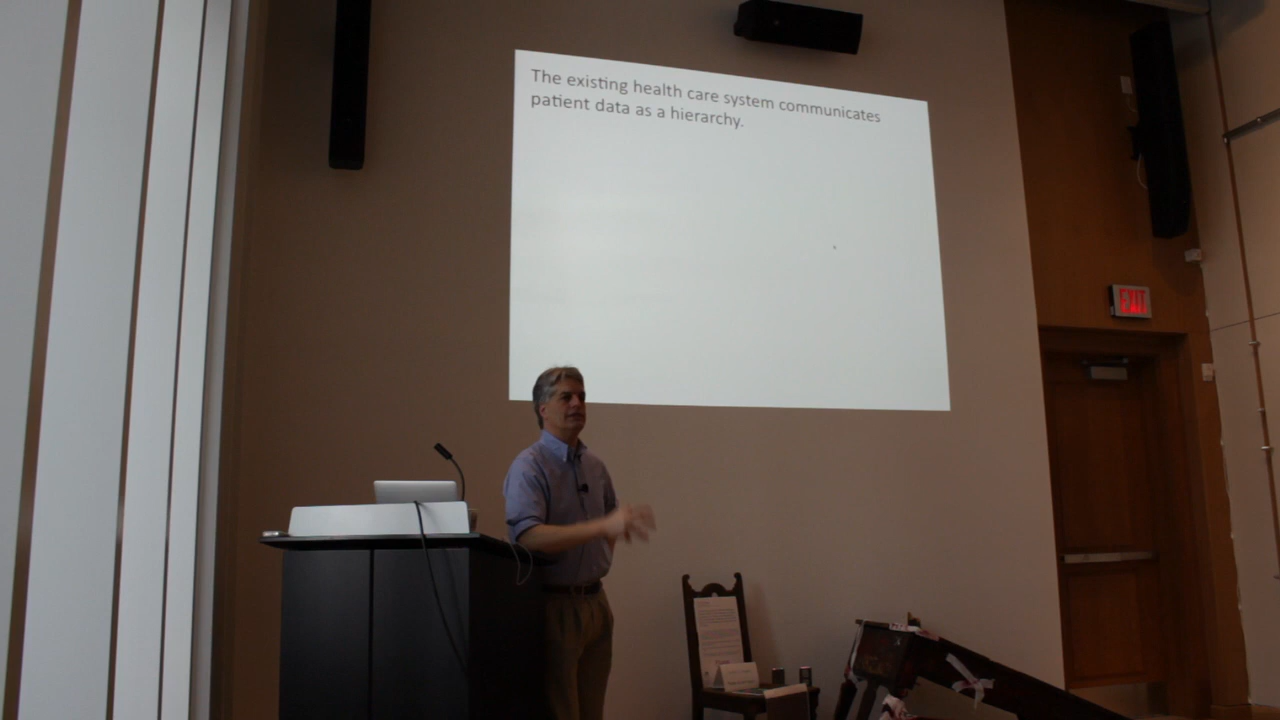 The existing health care system communicates
patient data as a hierarchy.
EXIT